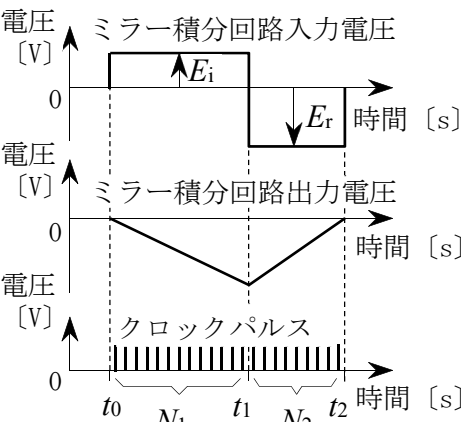 電圧 ミラー積分回路入力電圧
〔V〕
Ei
0
Er 時間〔s〕
電圧
〔V〕 ミラー積分回路出力電圧
0
時間〔s〕
電圧
〔V〕 クロックパルス
0
t0 t1 t2 時間〔s〕
N1 N2